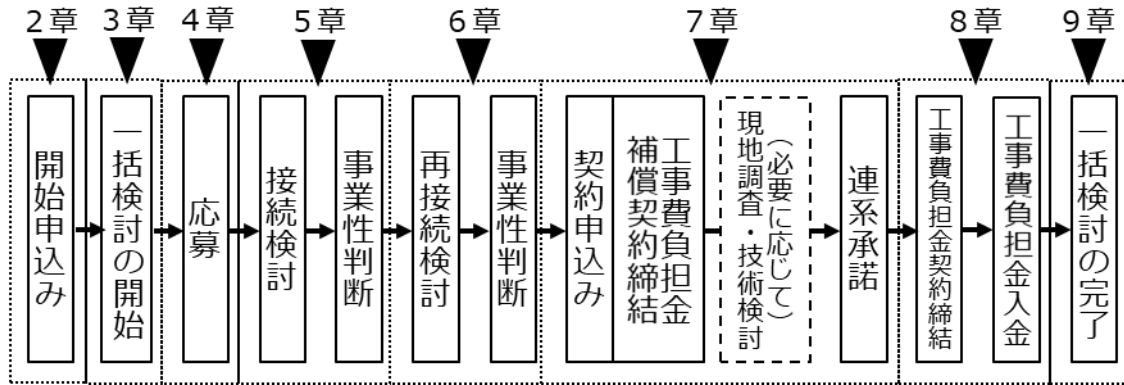 2章
3章
4章
5章
6章
7章
8章
9章
開始申込み
一括検討の開始
応募
接続検討
事業性判断
再接続検討
事業性判断
契約申込み
工事費負担金
補償契約締結
（必要に応じて）
現地調査・技術検討
連系承諾
工事費負担金契約締結
工事費負担金入金
一括検討の完了